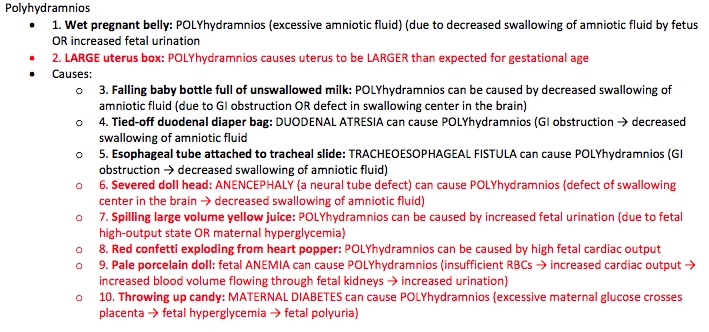 Polyhydramnios
• 1. Wet pregnant belly: POLYhydramnios (excessive amniotic fluid) (due to decreased swallowing of amniotic fluid by fetus
OR increased fetal urination
• 2. LARGE uterus box: POLYhydramnios causes uterus to be LARGER than expected for gestational age
• Causes:
o 3. Falling baby bottle full of unswallowed milk: POLYhydramnios can be caused by decreased swallowing of
amniotic fluid (due to GI obstruction OR defect in swallowing center in the brain)
o 4. Tied-off duodenal diaper bag: DUODENAL ATRESIA can cause POLYhydramnios (GI obstruction → decreased
swallowing of amniotic fluid
o 5. Esophageal tube attached to tracheal slide: TRACHEOESOPHAGEAL FISTULA can cause POLYhydramnios (GI
obstruction → decreased swallowing of amniotic fluid)
o 6. Severed doll head: ANENCEPHALY (a neural tube defect) can cause POLYhydramnios (defect of swallowing
center in the brain → decreased swallowing of amniotic fluid)
o 7. Spilling large volume yellow juice: POLYhydramnios can be caused by increased fetal urination (due to fetal
high-output state OR maternal hyperglycemia)
o 8. Red confetti exploding from heart popper: POLYhydramnios can be caused by high fetal cardiac output
o 9. Pale porcelain doll: fetal ANEMIA can cause POLYhydramnios (insufficient RBCs → increased cardiac output →
increased blood volume flowing through fetal kidneys → increased urination)
o 10. Throwing up candy: MATERNAL DIABETES can cause POLYhydramnios (excessive maternal glucose crosses
placenta → fetal hyperglycemia → fetal polyuria)